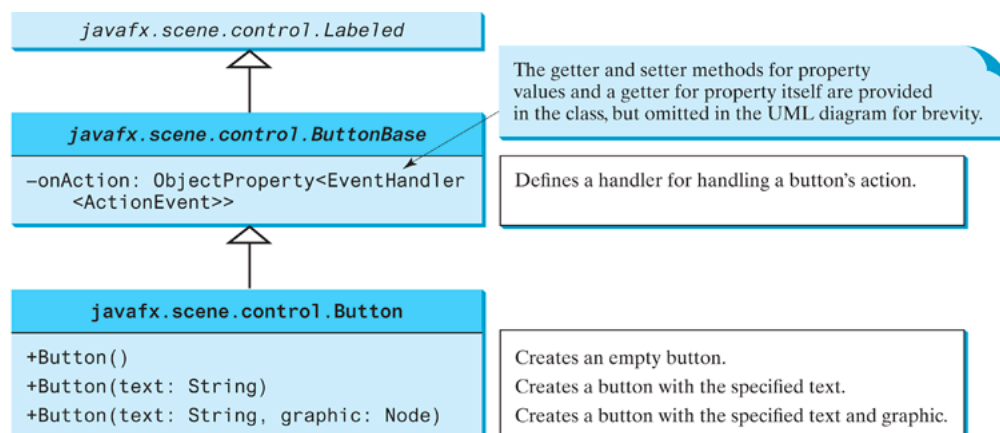 javafx.scene.control.Labeled
The getter and setter methods for property
values and a getter for property itself are provided
in the class, but omitted in the UML diagram for brevity.
javafx.scene.control.ButtonBase
–onAction: ObjectProperty<EventHandler
<ActionEvent>>
Defines a handler for handling a button's action.
javafx.scene.control.Button
+Button()
Creates an empty button.
+Button(text: String)
Creates a button with the specified text.
+Button(text: String, graphic: Node)
Creates a button with the specified text and graphic.